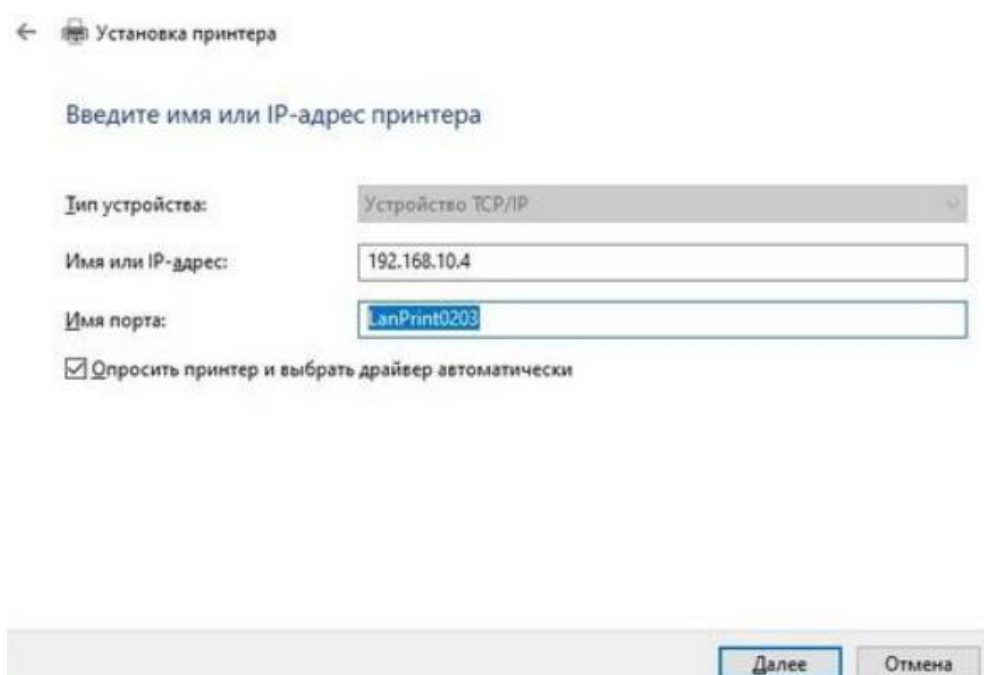 Установка принтера
Введите имя или IP-адрес принтера
Тип устройства: Устройство TCP/IP
Имя или IP-адрес: 192.168.10.4
Имя порта: LanPrint0203
Опросить принтер и выбрать драйвер автоматически
Далее Отмена